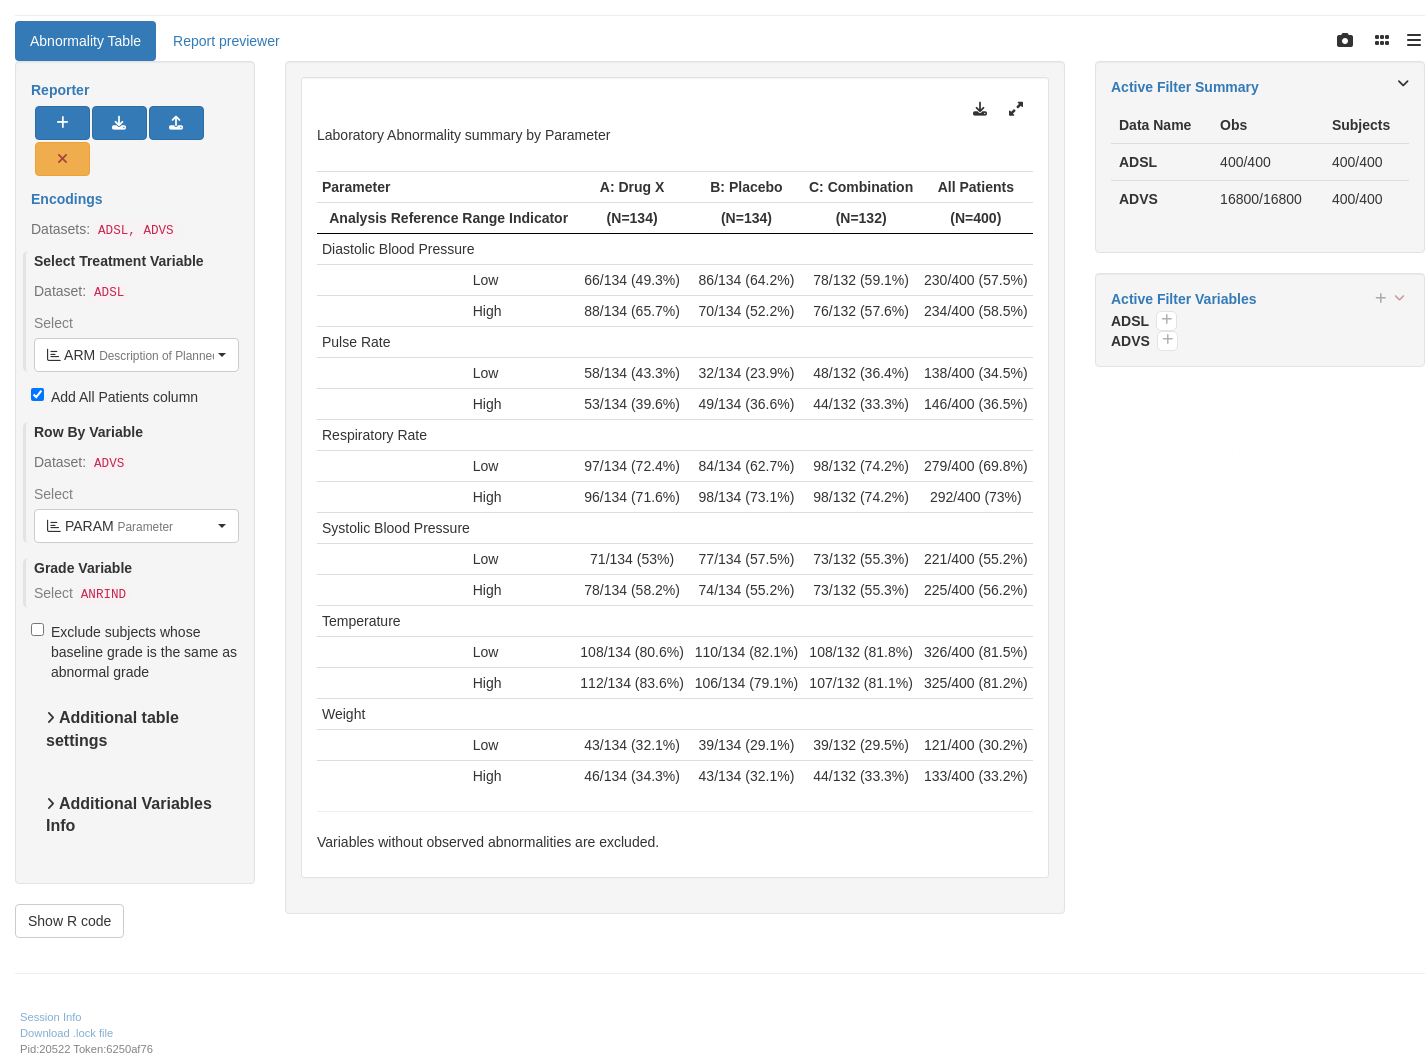 Abnormality Table
Report previewer
Reporter
Encodings
Datasets: ADSL, ADVS
Select Treatment Variable
Dataset: ADSL
Select
ARM Description of Planned
Add All Patients column
Row By Variable
Dataset: ADVS
Select
PARAM Parameter
Grade Variable
Select ANRIND
Exclude subjects whose
baseline grade is the same as
abnormal grade
Additional table
settings
Additional Variables
Info
Show R code
Laboratory Abnormality summary by Parameter
Parameter A: Drug X B: Placebo C: Combination All Patients
Analysis Reference Range Indicator (N=134) (N=134) (N=132) (N=400)
Diastolic Blood Pressure
Low 66/134 (49.3%) 86/134 (64.2%) 78/132 (59.1%) 230/400 (57.5%)
High 88/134 (65.7%) 70/134 (52.2%) 76/132 (57.6%) 234/400 (58.5%)
Pulse Rate
Low 58/134 (43.3%) 32/134 (23.9%) 48/132 (36.4%) 138/400 (34.5%)
High 53/134 (39.6%) 49/134 (36.6%) 44/132 (33.3%) 146/400 (36.5%)
Respiratory Rate
Low 97/134 (72.4%) 84/134 (62.7%) 98/132 (74.2%) 279/400 (69.8%)
High 96/134 (71.6%) 98/134 (73.1%) 98/132 (74.2%) 292/400 (73%)
Systolic Blood Pressure
Low 71/134 (53%) 77/134 (57.5%) 73/132 (55.3%) 221/400 (55.2%)
High 78/134 (58.2%) 74/134 (55.2%) 73/132 (55.3%) 225/400 (56.2%)
Temperature
Low 108/134 (80.6%) 110/134 (82.1%) 108/132 (81.8%) 326/400 (81.5%)
High 112/134 (83.6%) 106/134 (79.1%) 107/132 (81.1%) 325/400 (81.2%)
Weight
Low 43/134 (32.1%) 39/134 (29.1%) 39/132 (29.5%) 121/400 (30.2%)
High 46/134 (34.3%) 43/134 (32.1%) 44/132 (33.3%) 133/400 (33.2%)
Variables without observed abnormalities are excluded.
Active Filter Summary
Data Name Obs Subjects
ADSL 400/400 400/400
ADVS 16800/16800 400/400
Active Filter Variables
ADSL
ADVS
Session Info
Download .lock file
Pid:20522 Token:6250af76